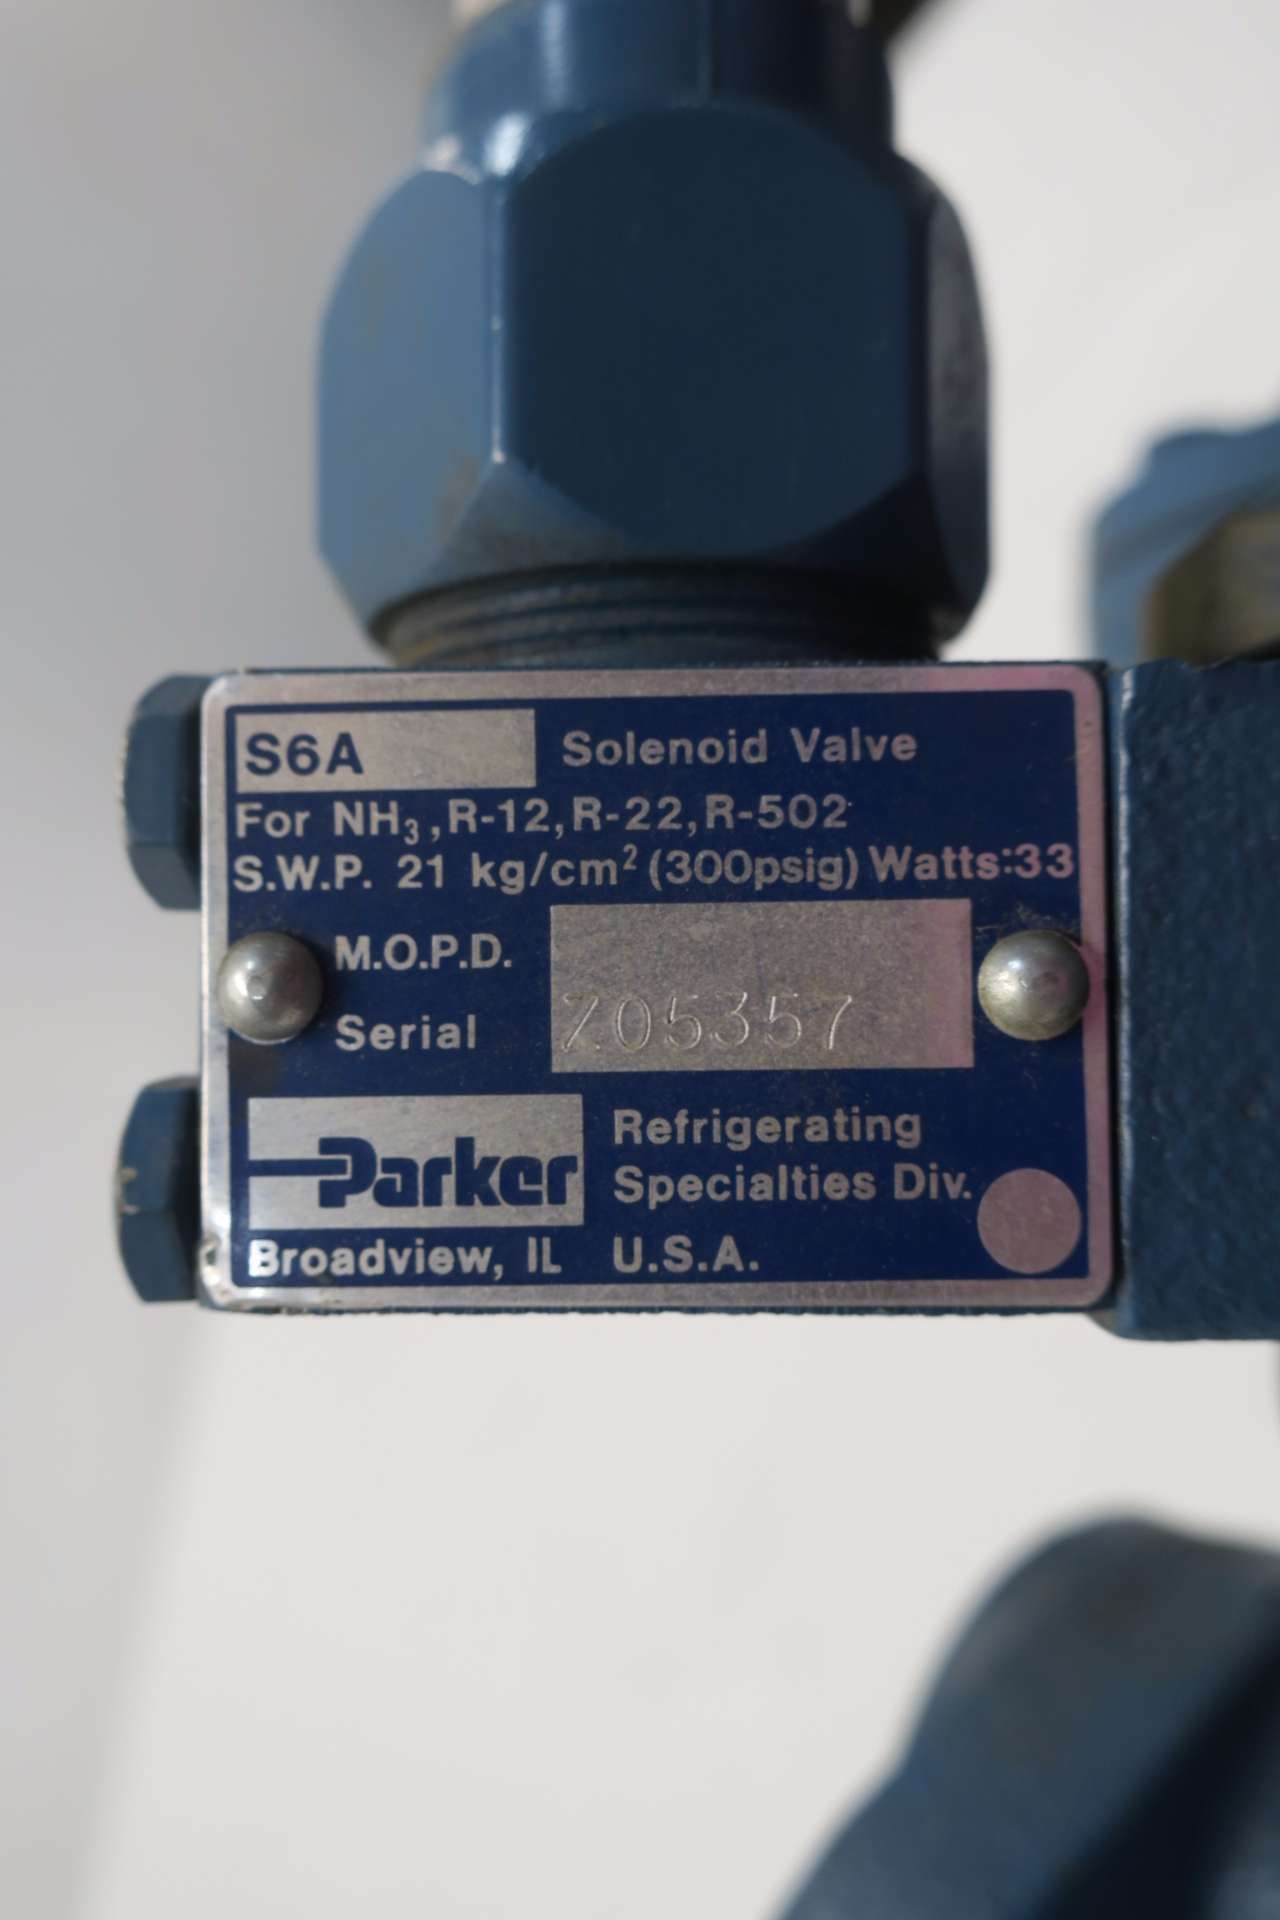 S6A Solenoid Valve
For NH₃, R-12, R-22, R-502
S.W.P. 21 kg/cm² (300psig) Watts:33
M.O.P.D.
Serial Z05357
Parker Refrigerating
Specialties Div.
Broadview, IL U.S.A.